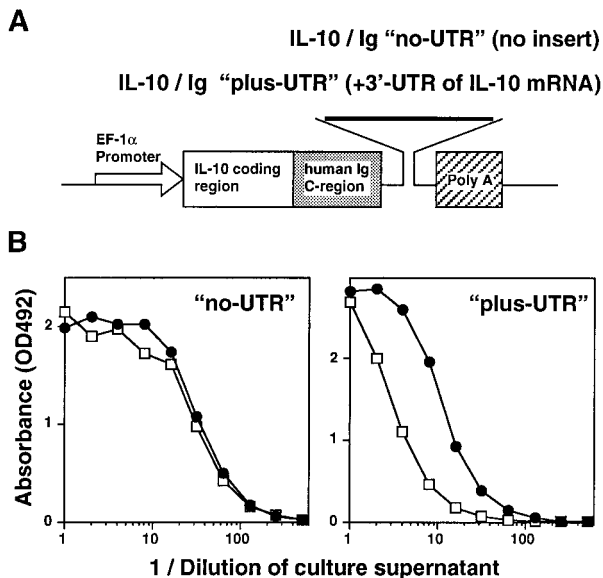 A
IL-10 / Ig “no-UTR” (no insert)
IL-10 / Ig “plus-UTR” (+3’-UTR of IL-10 mRNA)
EF-1α
Promoter
IL-10 coding
region
human Ig
C-region
Poly A
B
Absorbance (OD492)
“no-UTR”
2
1
0
1
10
100
“plus-UTR”
2
1
0
1
10
100
1 / Dilution of culture supernatant